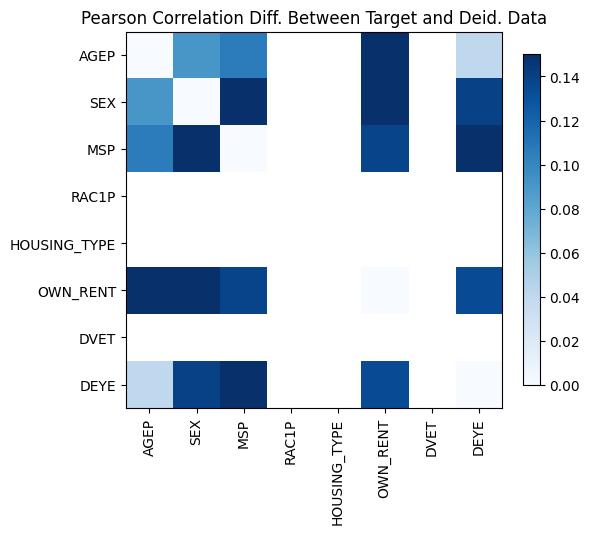 Pearson Correlation Diff. Between Target and Deid. Data
AGEP
SEX
MSP
RAC1P
HOUSING_TYPE
OWN_RENT
DVET
DEYE
AGEP
SEX
MSP
RAC1P
HOUSING_TYPE
OWN_RENT
DVET
DEYE
0.14
0.12
0.10
0.08
0.06
0.04
0.02
0.00